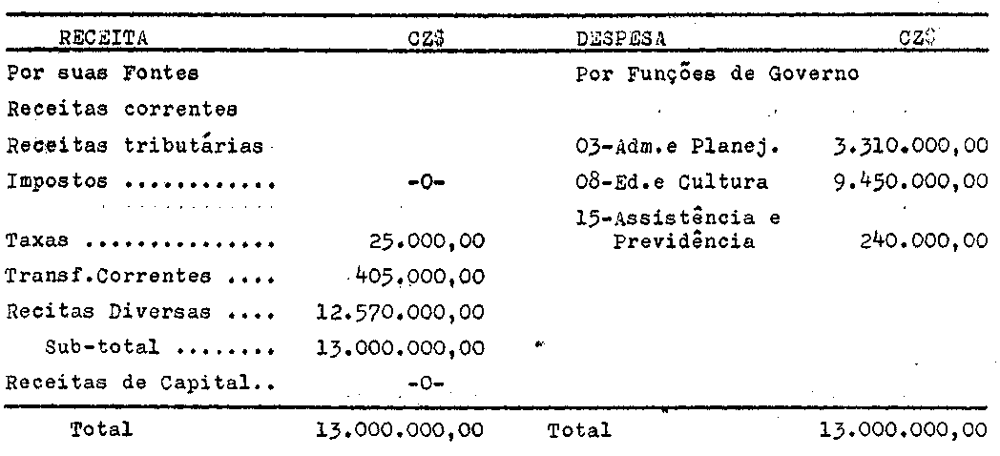 RECEITA CZ$ DESPESA CZ$
Por suas Fontes Por Funções de Governo
Receitas correntes
Receitas tributárias 03-Adm.e Planej. 3.310.000,00
Impostos ............ -0- 08-Ed.e Cultura 9.450.000,00
15-Assistência e
Taxas ............... 25.000,00 Previdência 240.000,00
Transf.Correntes .... 405.000,00
Recitas Diversas .... 12.570.000,00
Sub-total ........ 13.000.000,00
Receitas de Capital.. -0-
Total 13.000.000,00 Total 13.000.000,00